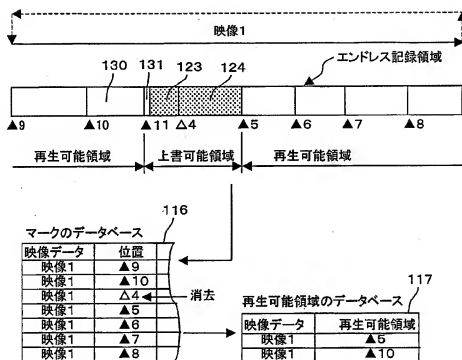 映像1
エンドレス記録領域
130 131 123 124
▲9 ▲10 ▲11 △4 ▲5 ▲6 ▲7 ▲8
再生可能領域 上書可能領域 再生可能領域
116
マークのデータベース
映像データ 位置
映像1 ▲9
映像1 ▲10
映像1 △4 消去
映像1 ▲5
映像1 ▲6
映像1 ▲7
映像1 ▲8
117
再生可能領域のデータベース
映像データ 再生可能領域
映像1 ▲5
映像1 ▲10